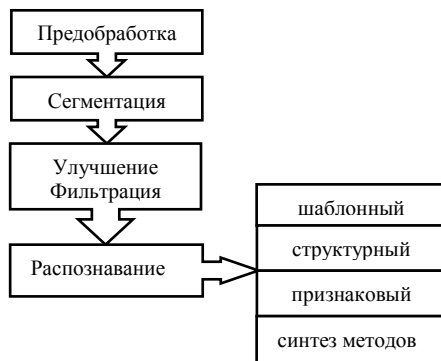 Предобработка
Сегментация
Улучшение
Фильтрация
Распознавание
шаблонный
структурный
признаковый
синтез методов